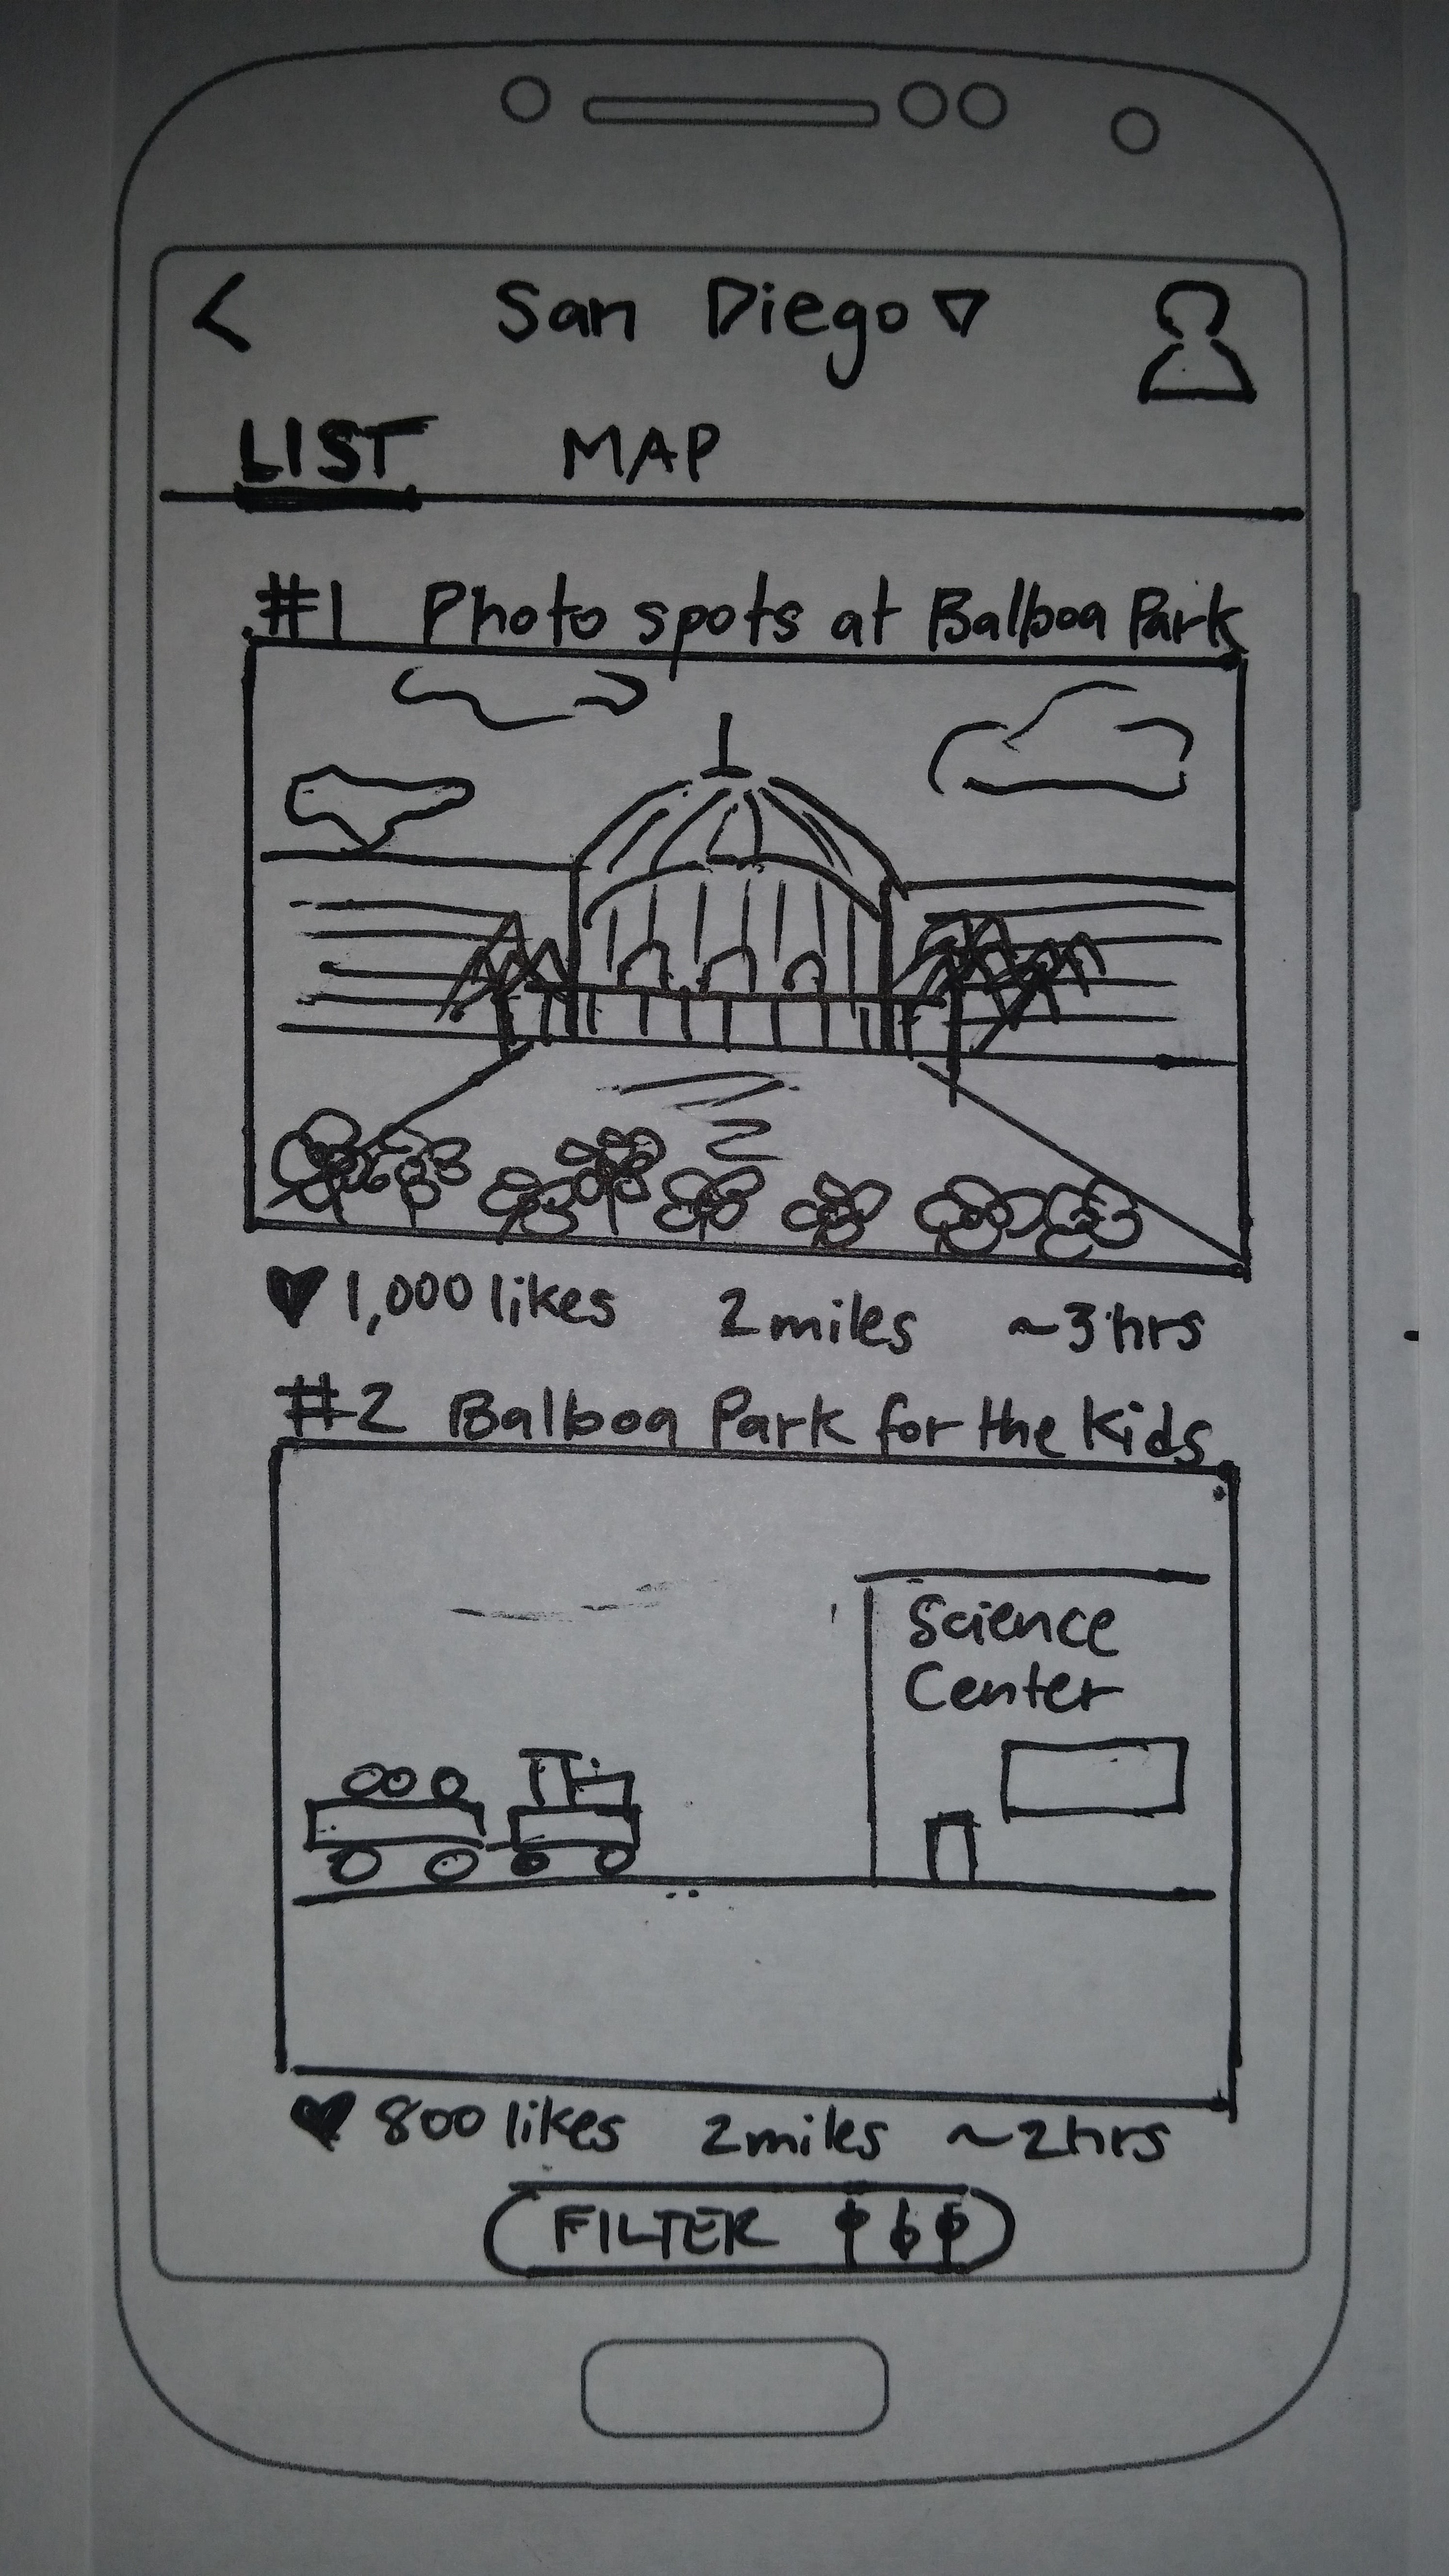 San Diego
LIST MAP
#1 Photo spots at Balboa Park
1,000 likes 2 miles ~3 hrs
#2 Balboa Park for the Kids
Science
Center
800 likes 2 miles ~2 hrs
FILTER